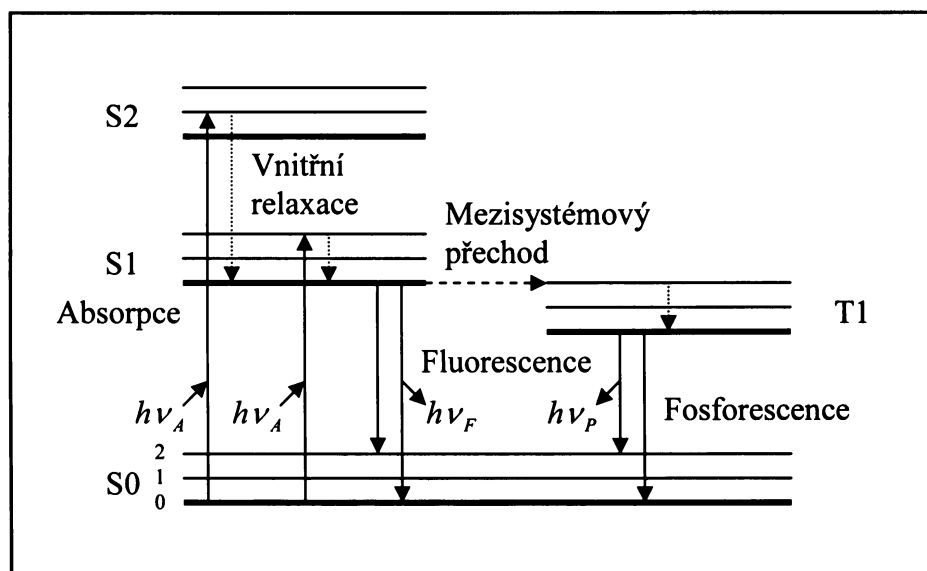 S2
Vnitřní
relaxace
Mezisystémový
přechod
S1
Absorpce
T1
Fluorescence
hν_A
hν_A
hν_F
hν_P
Fosforescence
2
1
S0
0